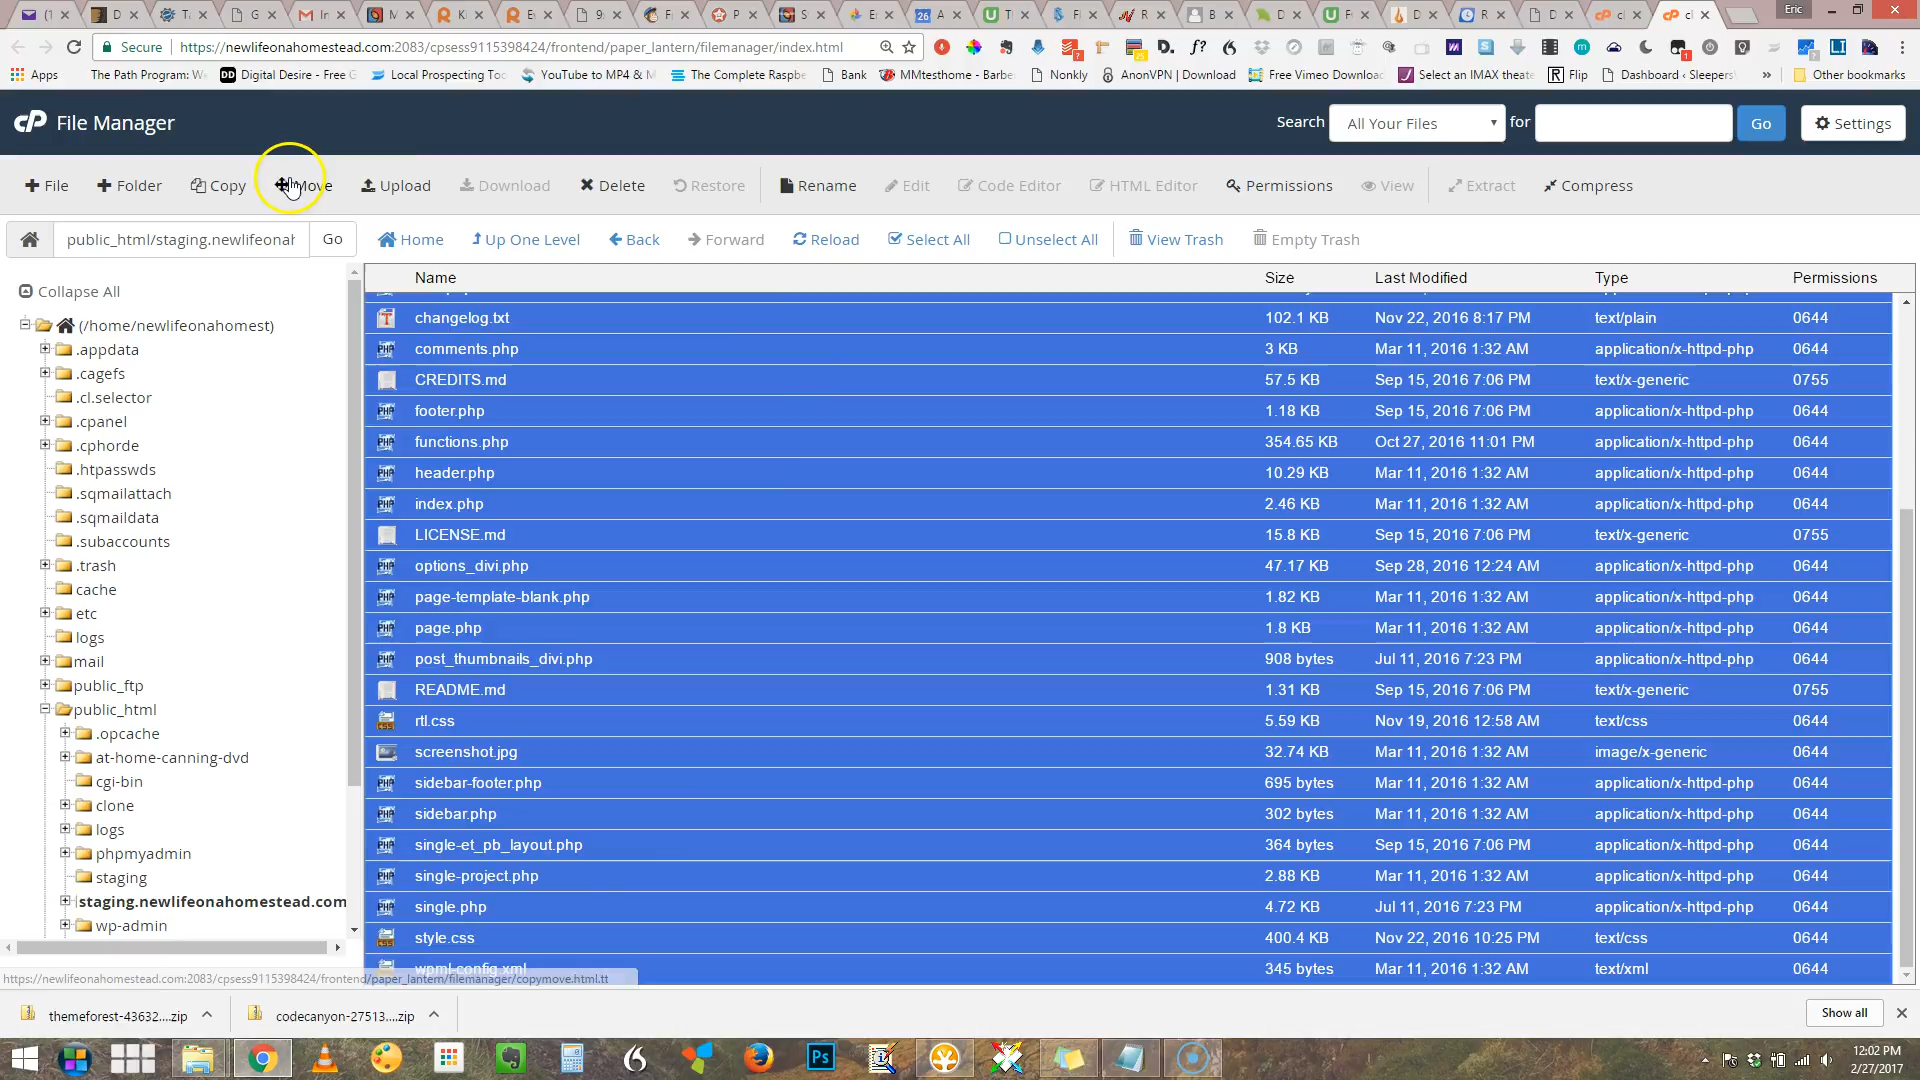 Eric
Secure https://newlifeonahomestead.com:2083/cpsess9115398424/frontend/paper_lantern/filemanager/index.html
Apps The Path Program: W Digital Desire - Free G Local Prospecting To YouTube to MP4 & M The Complete Raspbe Bank MMtesthome - Barbe Nonkly AnonVPN | Download Free Vimeo Download Select an IMAX theate Flip Dashboard ‹ Sleepers » Other bookmarks
cP File Manager Search All Your Files for Go Settings
File Folder Copy Move Upload Download Delete Restore Rename Edit Code Editor HTML Editor Permissions View Extract Compress
public_html/staging.newlifeonah Go Home Up One Level Back Forward Reload Select All Unselect All View Trash Empty Trash
Collapse All
(/home/newlifeonahomest)
.appdata
.cagefs
.cl.selector
.cpanel
.cphorde
.htpasswds
.sqmailattach
.sqmaildata
.subaccounts
.trash
cache
etc
logs
mail
public_ftp
public_html
.opcache
at-home-canning-dvd
cgi-bin
clone
logs
phpmyadmin
staging
staging.newlifeonahomestead.com
wp-admin
Name Size Last Modified Type Permissions
changelog.txt 102.1 KB Nov 22, 2016 8:17 PM text/plain 0644
comments.php 3 KB Mar 11, 2016 1:32 AM application/x-httpd-php 0644
CREDITS.md 57.5 KB Sep 15, 2016 7:06 PM text/x-generic 0755
footer.php 1.18 KB Sep 15, 2016 7:06 PM application/x-httpd-php 0644
functions.php 354.65 KB Oct 27, 2016 11:01 PM application/x-httpd-php 0644
header.php 10.29 KB Mar 11, 2016 1:32 AM application/x-httpd-php 0644
index.php 2.46 KB Mar 11, 2016 1:32 AM application/x-httpd-php 0644
LICENSE.md 15.8 KB Sep 15, 2016 7:06 PM text/x-generic 0755
options_divi.php 47.17 KB Sep 28, 2016 12:24 AM application/x-httpd-php 0644
page-template-blank.php 1.82 KB Mar 11, 2016 1:32 AM application/x-httpd-php 0644
page.php 1.8 KB Mar 11, 2016 1:32 AM application/x-httpd-php 0644
post_thumbnails_divi.php 908 bytes Jul 11, 2016 7:23 PM application/x-httpd-php 0644
README.md 1.31 KB Sep 15, 2016 7:06 PM text/x-generic 0755
rtl.css 5.59 KB Nov 19, 2016 12:58 AM text/css 0644
screenshot.jpg 32.74 KB Mar 11, 2016 1:32 AM image/x-generic 0644
sidebar-footer.php 695 bytes Mar 11, 2016 1:32 AM application/x-httpd-php 0644
sidebar.php 302 bytes Mar 11, 2016 1:32 AM application/x-httpd-php 0644
single-et_pb_layout.php 364 bytes Sep 15, 2016 7:06 PM application/x-httpd-php 0644
single-project.php 2.88 KB Mar 11, 2016 1:32 AM application/x-httpd-php 0644
single.php 4.72 KB Jul 11, 2016 7:23 PM application/x-httpd-php 0644
style.css 400.4 KB Nov 22, 2016 10:25 PM text/css 0644
wpml-config.xml 345 bytes Mar 11, 2016 1:32 AM text/xml 0644
https://newlifeonahomestead.com:2083/cpsess9115398424/frontend/paper_lantern/filemanager/copymove.html.tt
themeforest-43632....zip codecanyon-27513....zip Show all
12:02 PM
2/27/2017